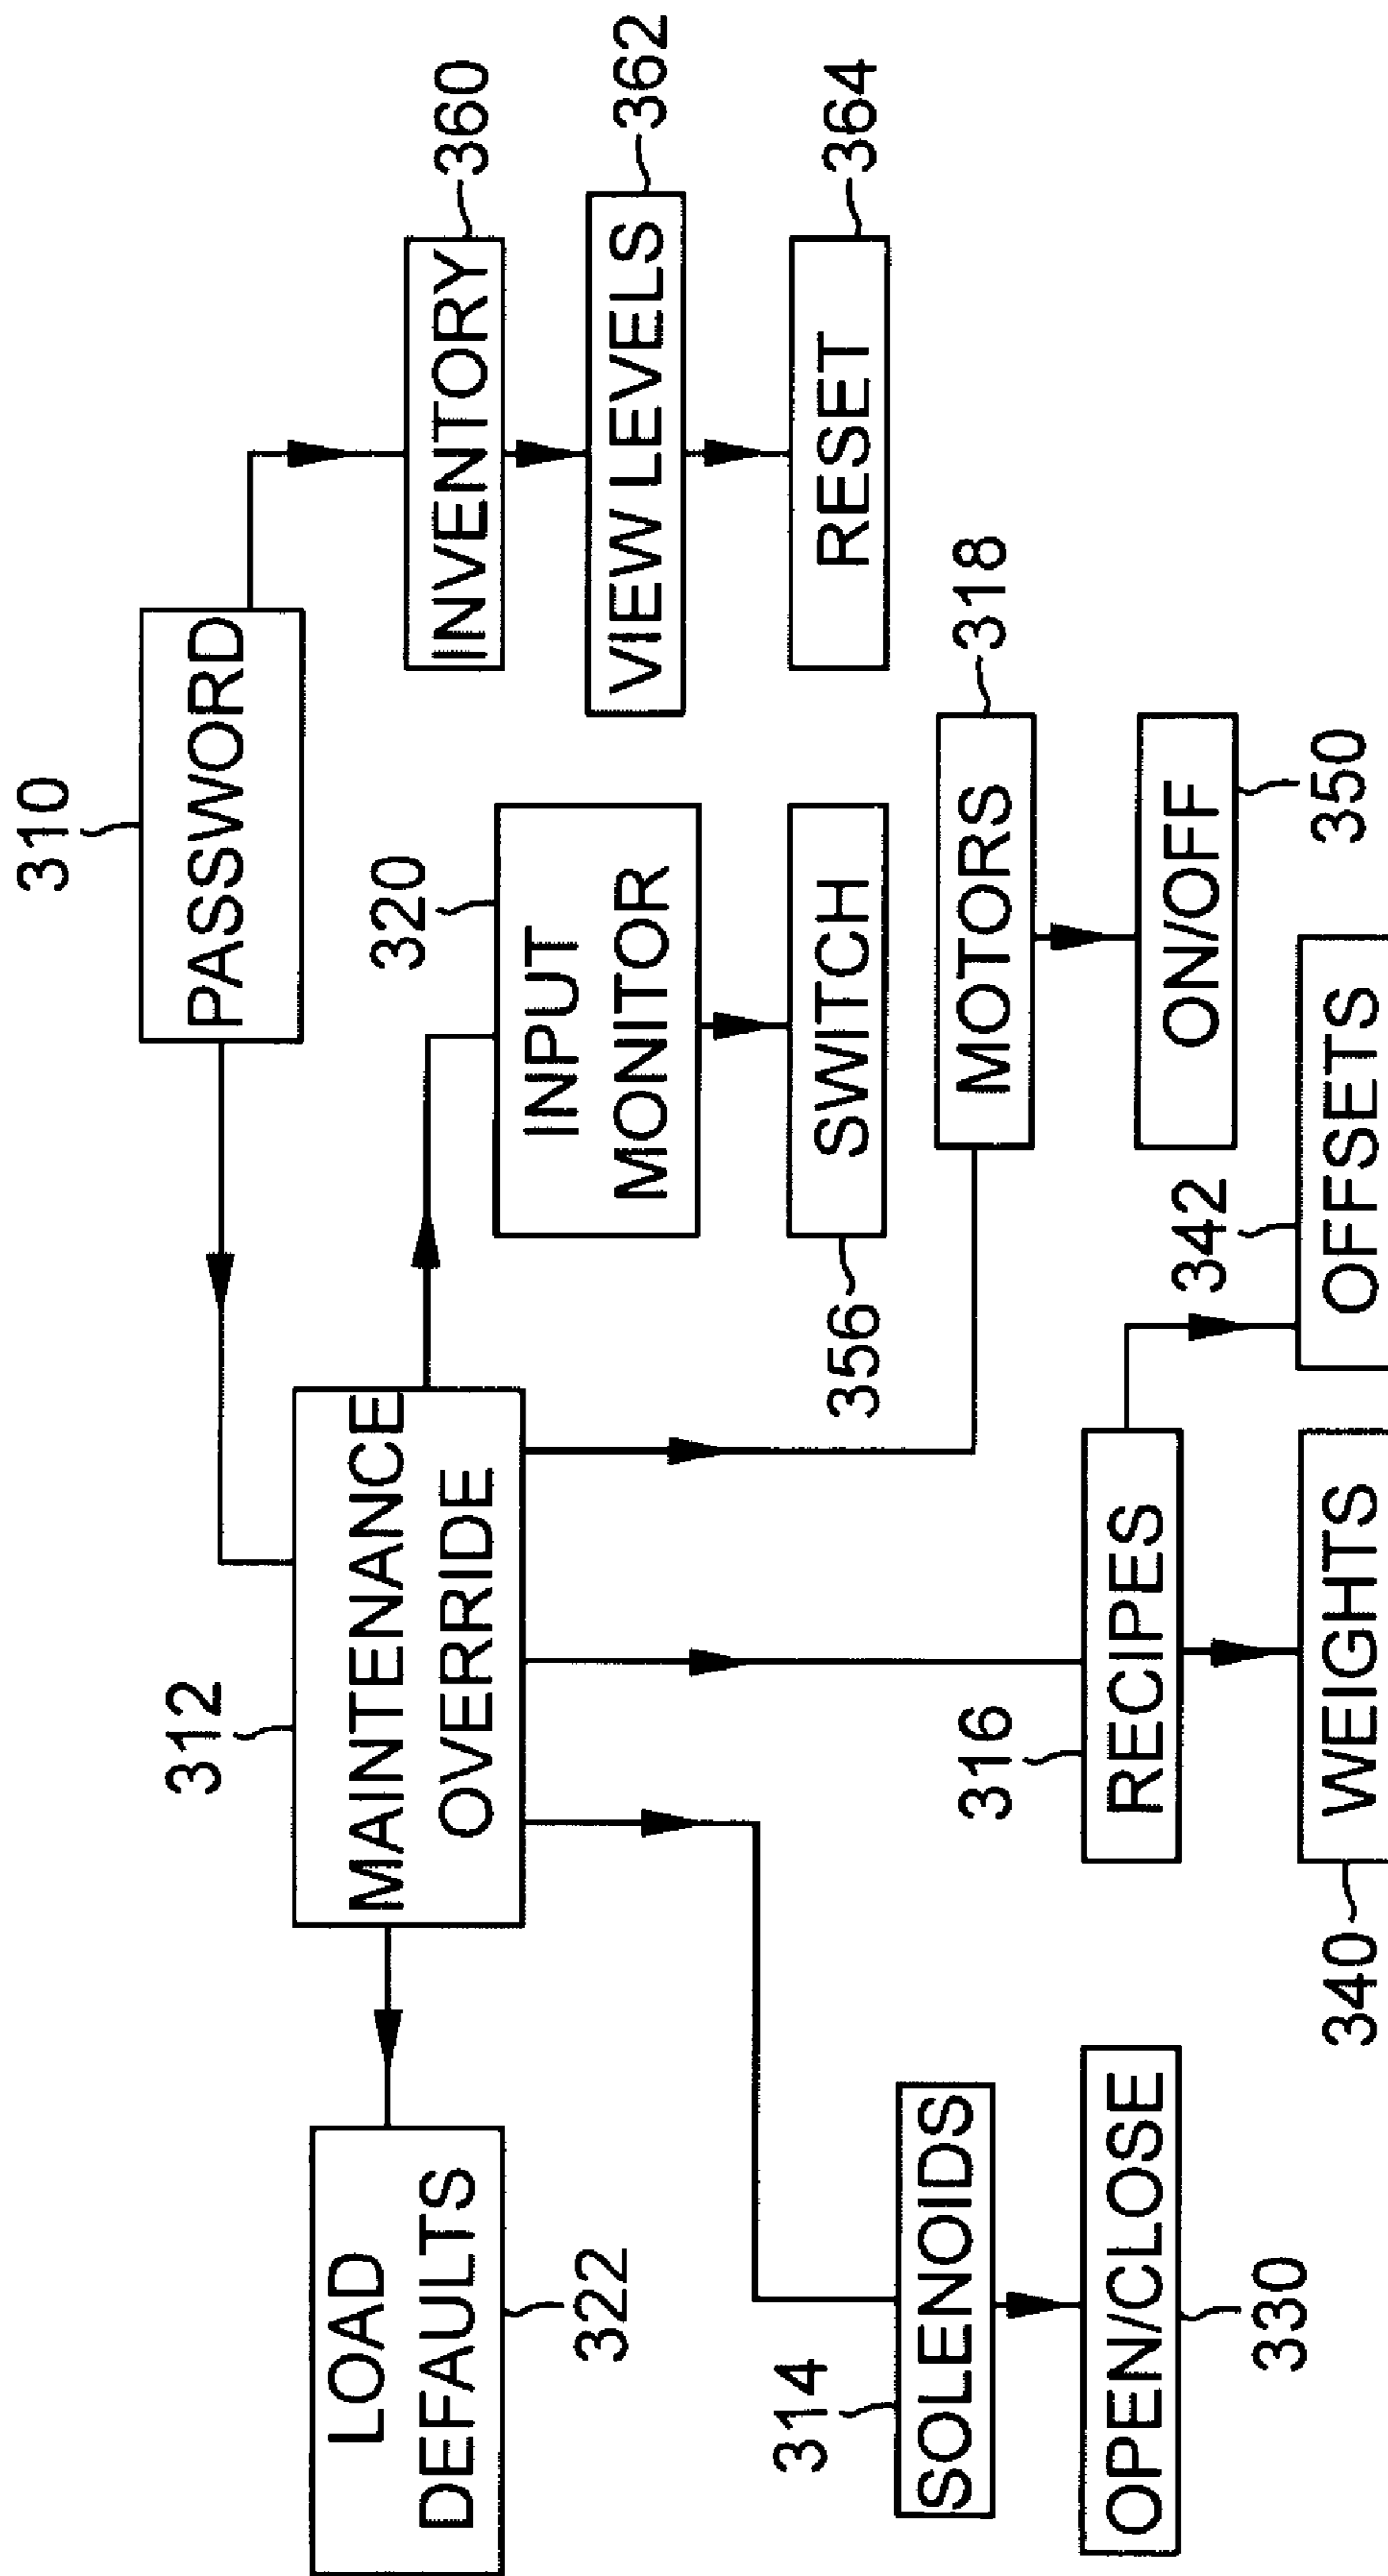 310
PASSWORD
312
MAINTENANCE
OVERRIDE
LOAD
DEFAULTS
322
320
INPUT
MONITOR
INVENTORY
360
VIEW LEVELS
362
356
SWITCH
RESET
364
314
SOLENOIDS
MOTORS
318
316
RECIPES
OPEN/CLOSE
330
ON/OFF
350
342
340
WEIGHTS
OFFSETS